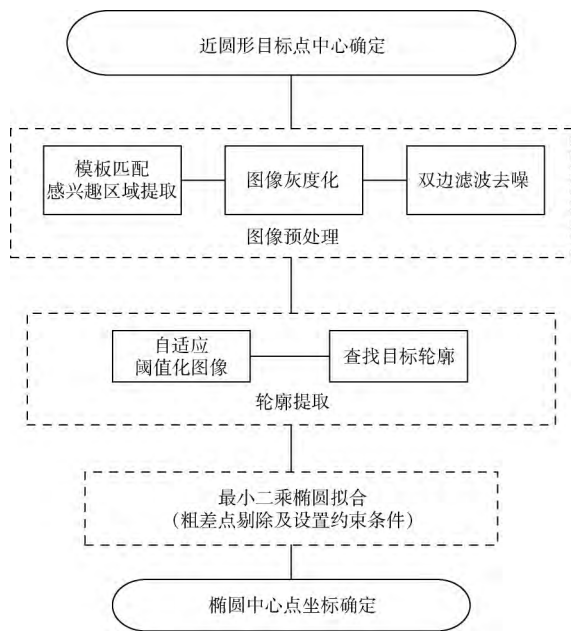 近圆形目标点中心确定
模板匹配
感兴趣区域提取
图像灰度化
双边滤波去噪
图像预处理
自适应
阈值化图像
查找目标轮廓
轮廓提取
最小二乘椭圆拟合
（粗差点剔除及设置约束条件）
椭圆中心点坐标确定